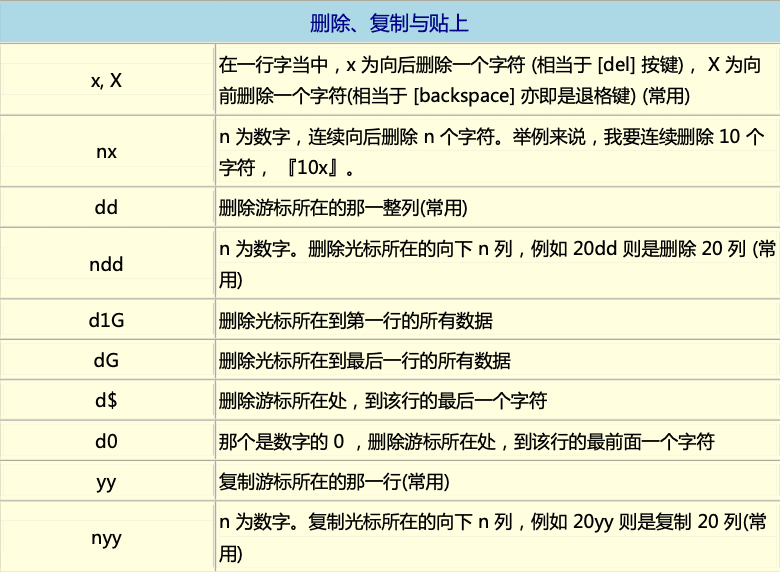 删除、复制与贴上
x, X
在一行字当中，x 为向后删除一个字符 (相当于 [del] 按键)， X 为向
前删除一个字符(相当于 [backspace] 亦即是退格键) (常用)
nx
n 为数字，连续向后删除 n 个字符。举例来说，我要连续删除 10 个
字符， 『10x』。
dd
删除游标所在的那一整列(常用)
ndd
n 为数字。删除光标所在的向下 n 列，例如 20dd 则是删除 20 列 (常
用)
d1G
删除光标所在到第一行的所有数据
dG
删除光标所在到最后一行的所有数据
d$
删除游标所在处，到该行的最后一个字符
d0
那个是数字的 0 ，删除游标所在处，到该行的最前面一个字符
yy
复制游标所在的那一行(常用)
nyy
n 为数字。复制光标所在的向下 n 列，例如 20yy 则是复制 20 列(常
用)